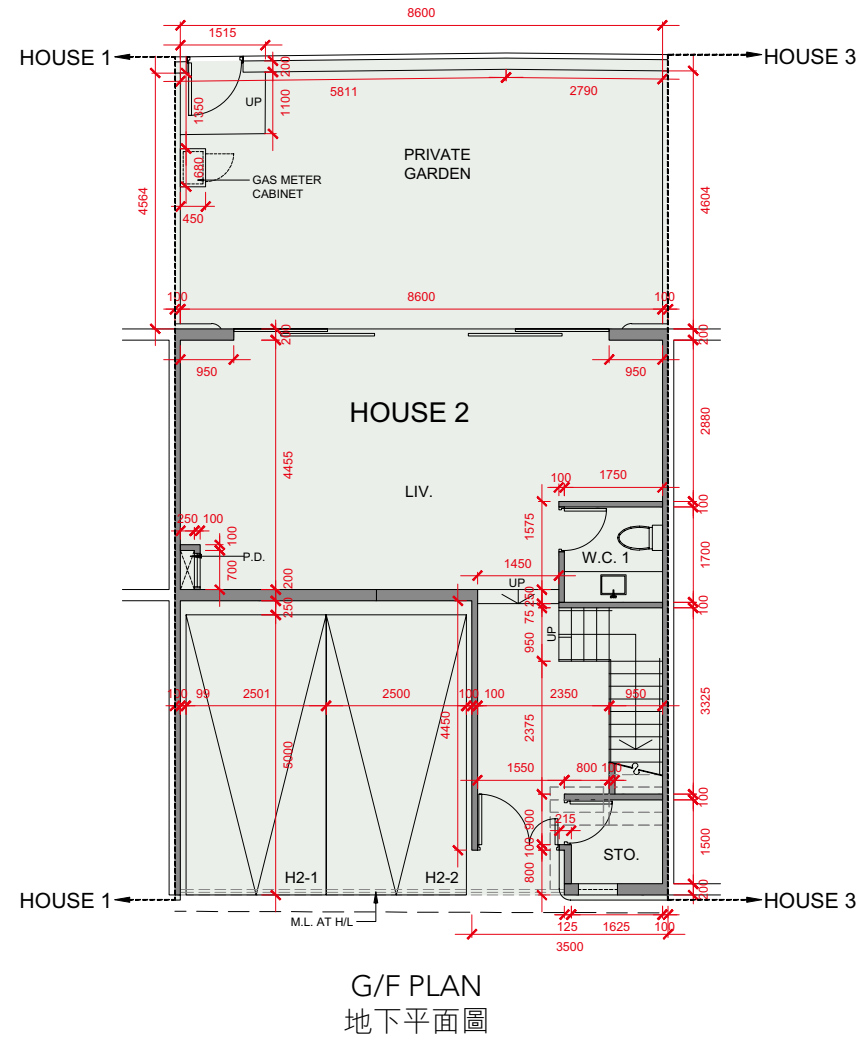 8600
1515
HOUSE 1
HOUSE 3
200
5811
2790
UP
1350
1100
PRIVATE
GARDEN
680
GAS METER
CABINET
450
4564
4604
100
8600
100
200
200
950
950
HOUSE 2
2880
4455
LIV.
100
1750
250
100
100
1575
100
P.D.
700
W.C. 1
1700
1450
UP
200
250
250
75
100
950
UP
100
99
2501
2500
100
100
2350
950
3325
2375
4450
5000
1550
800
100
100
900
215
100
1500
STO.
800
H2-1
H2-2
200
HOUSE 1
HOUSE 3
M.L. AT H/L
125
1625
100
3500
G/F PLAN
地下平面圖